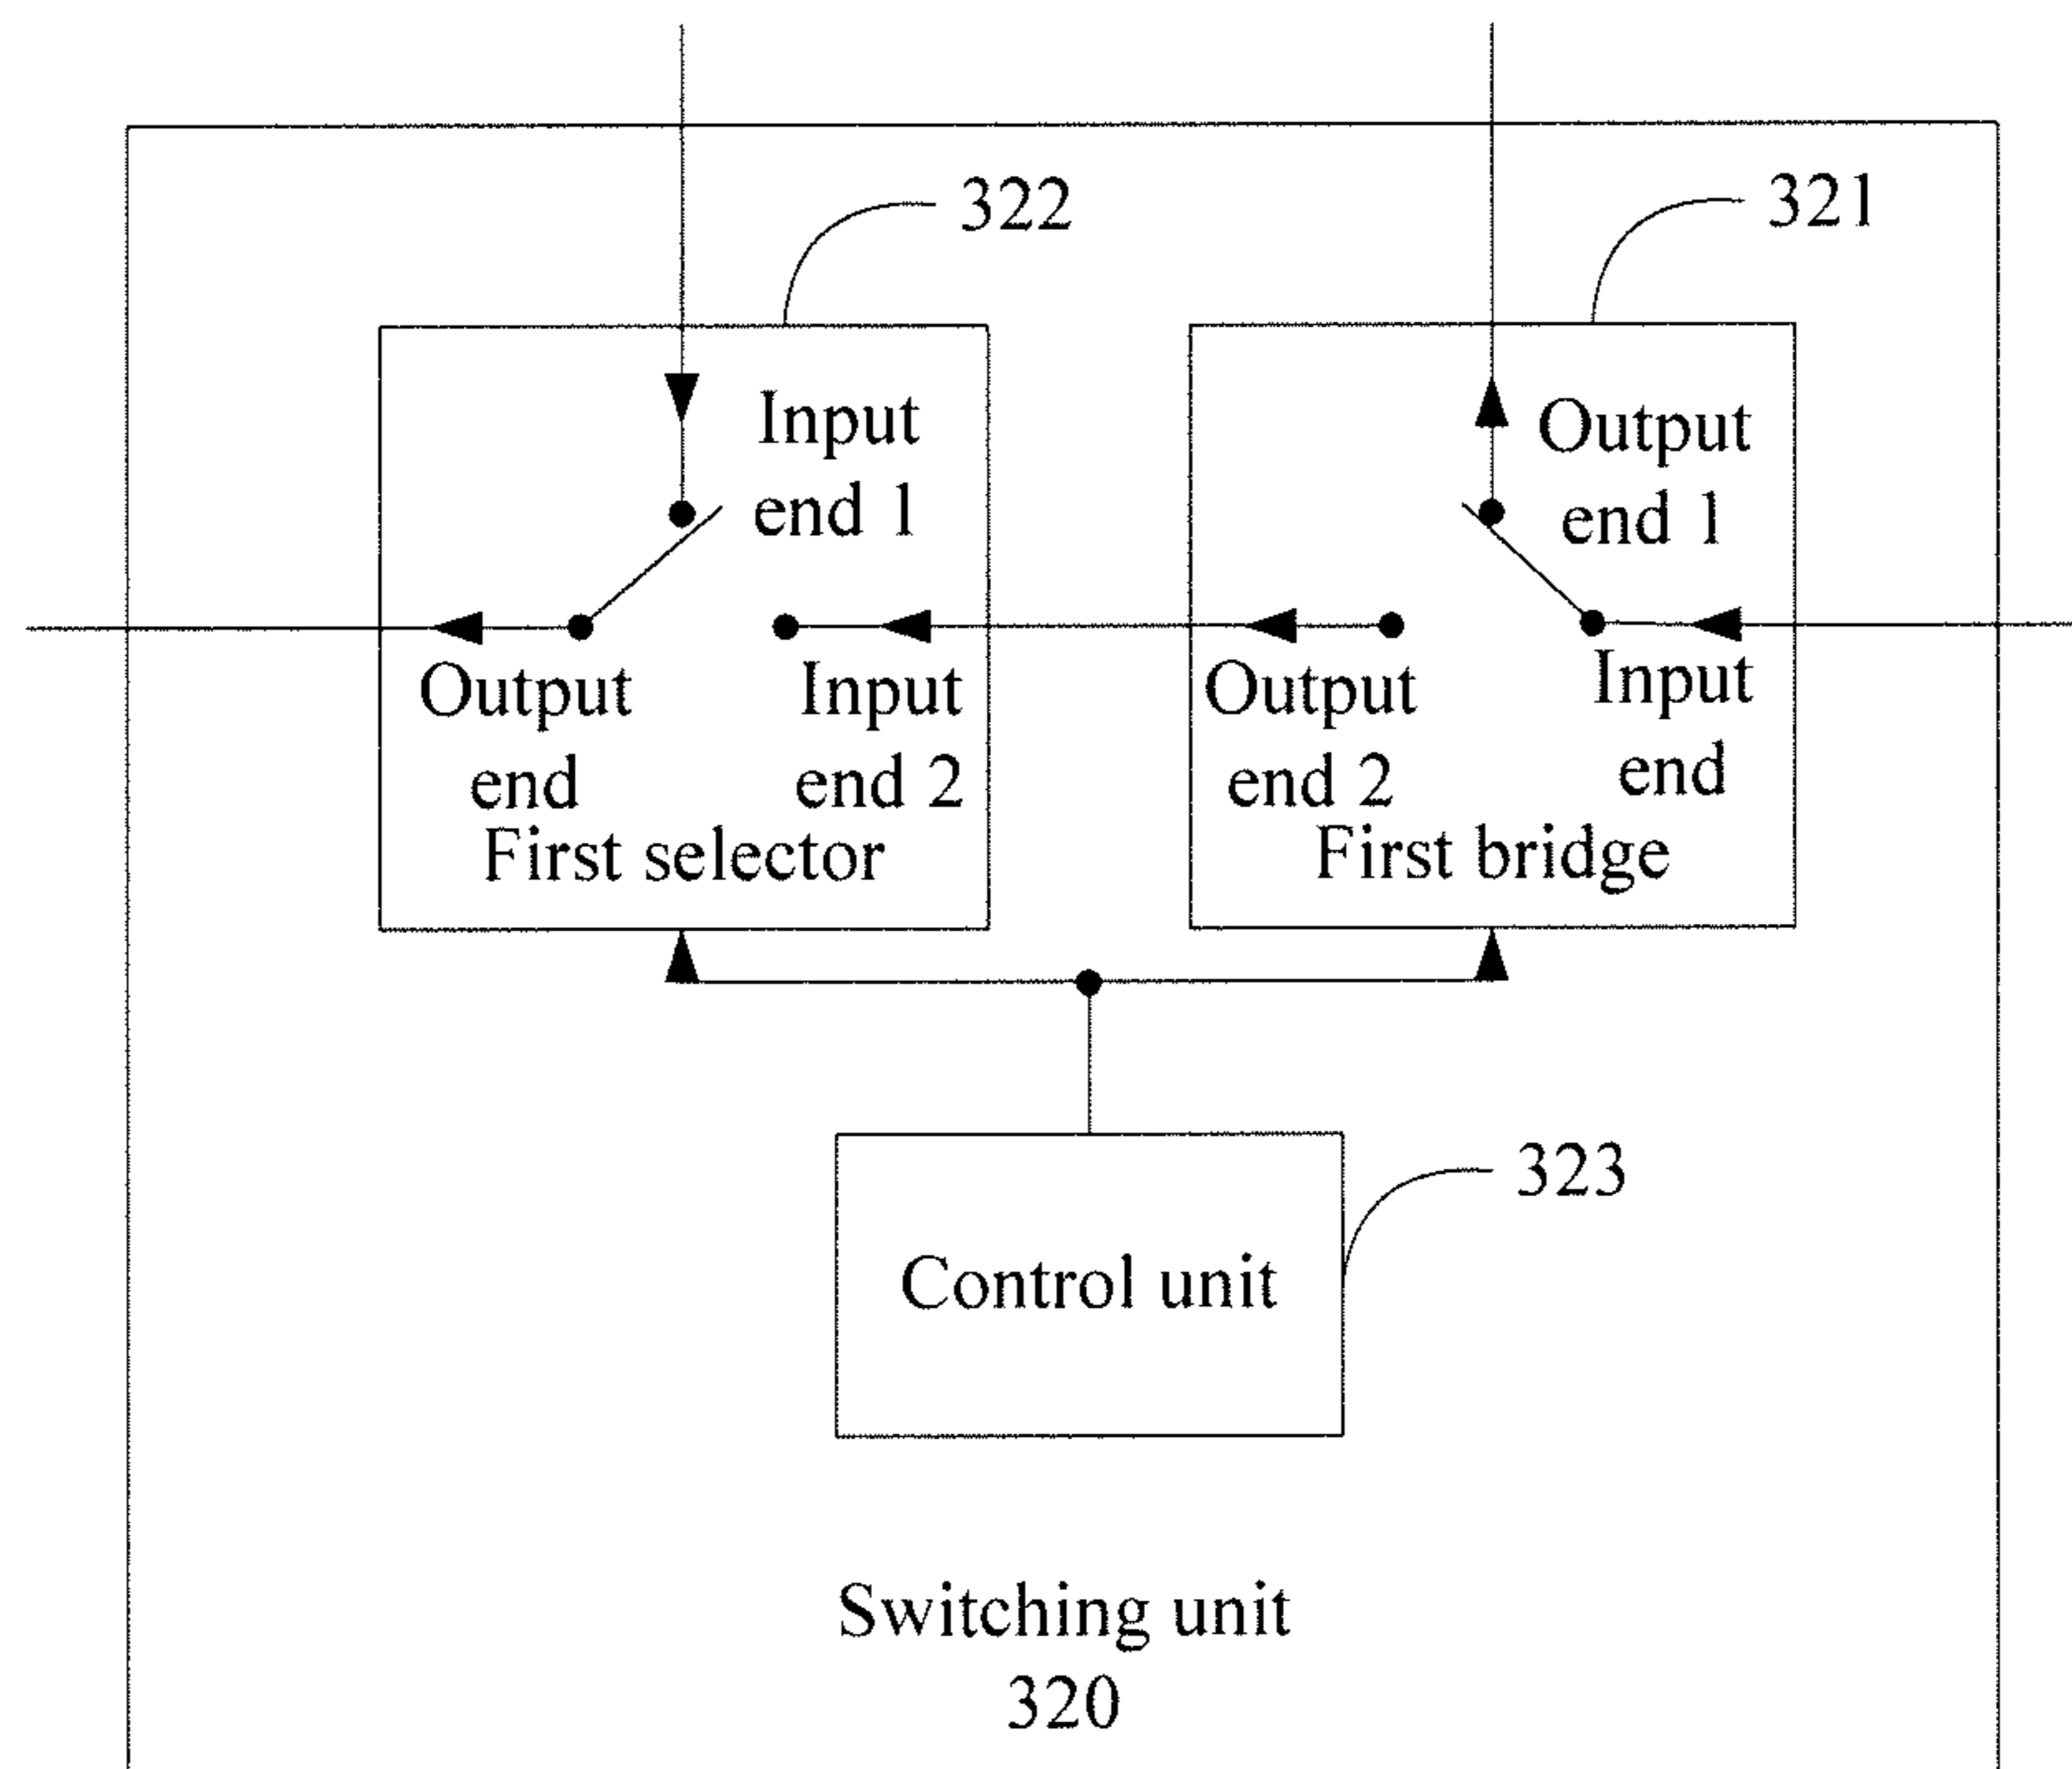 322
321
Input
end 1
Output
end 1
Output
end
Input
end 2
First selector
Output
end 2
Input
end
First bridge
323
Control unit
Switching unit
320